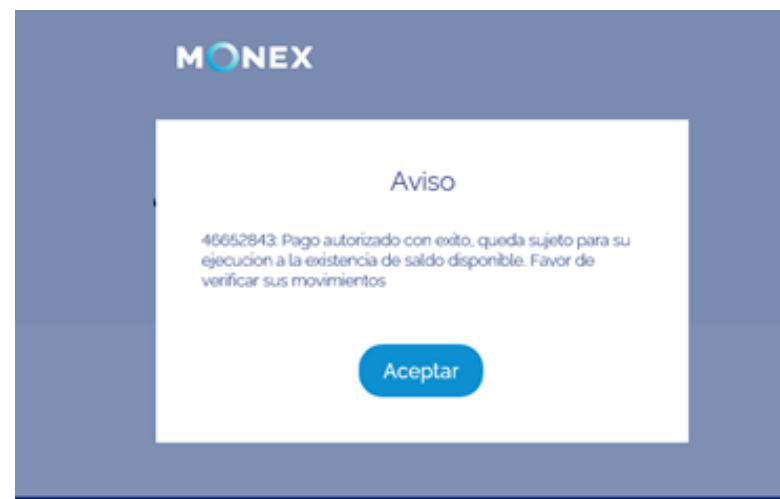 MONEX
Aviso
46652843: Pago autorizado con exito, queda sujeto para su
ejecucion a la existencia de saldo disponible. Favor de
verificar sus movimientos
Aceptar